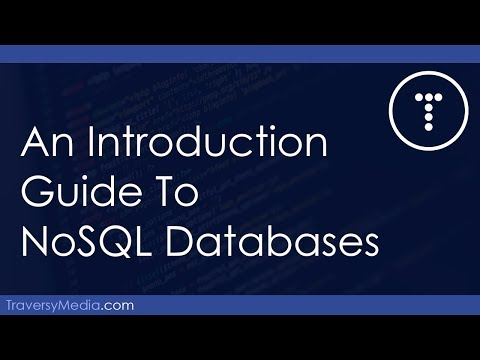 An Introduction
Guide To
NoSQL Databases
TraversyMedia.com